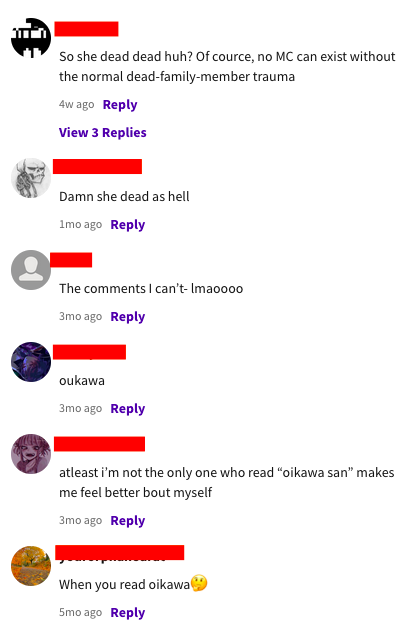 So she dead dead huh? Of cource, no MC can exist without
the normal dead-family-member trauma
4w ago Reply
View 3 Replies
Damn she dead as hell
1mo ago Reply
The comments I can't- lmaoooo
3mo ago Reply
oukawa
3mo ago Reply
atleast i'm not the only one who read “oikawa san” makes
me feel better bout myself
3mo ago Reply
When you read oikawa🤔
5mo ago Reply